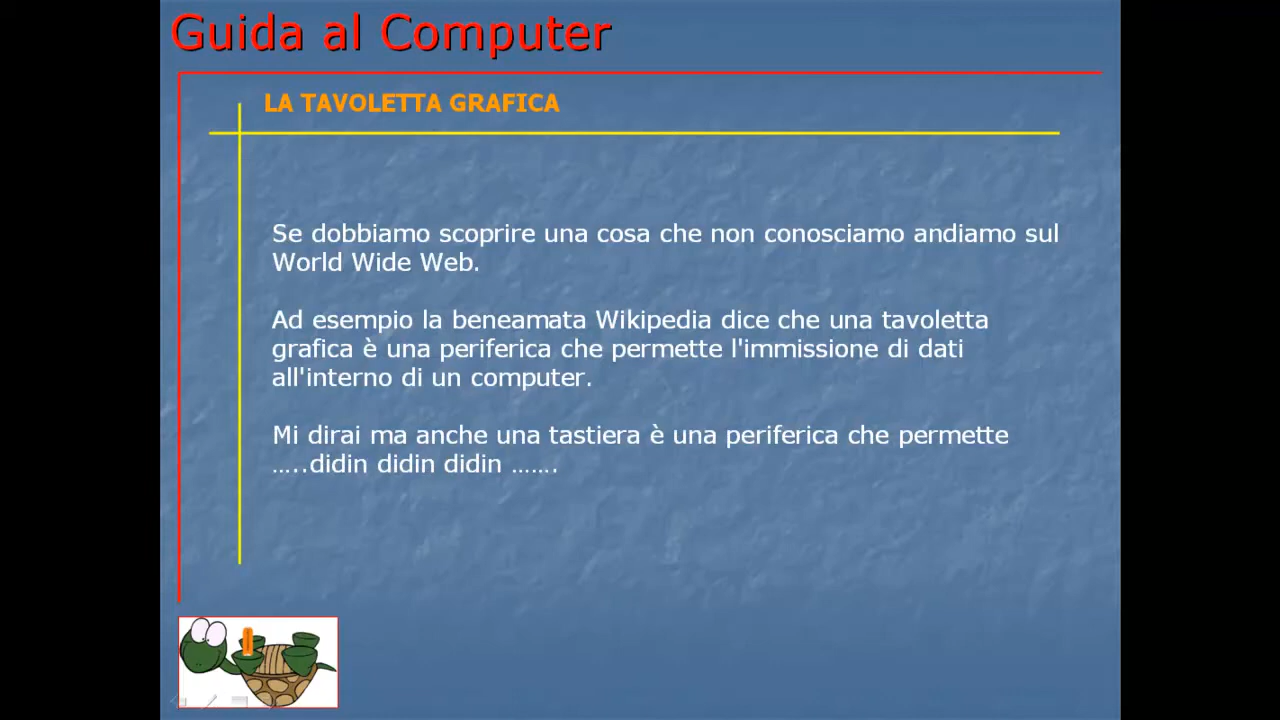 Guida al Computer
LA TAVOLETTA GRAFICA
Se dobbiamo scoprire una cosa che non conosciamo andiamo sul
World Wide Web.
Ad esempio la beneamata Wikipedia dice che una tavoletta
grafica è una periferica che permette l'immissione di dati
all'interno di un computer.
Mi dirai ma anche una tastiera è una periferica che permette
…..didin didin didin …….